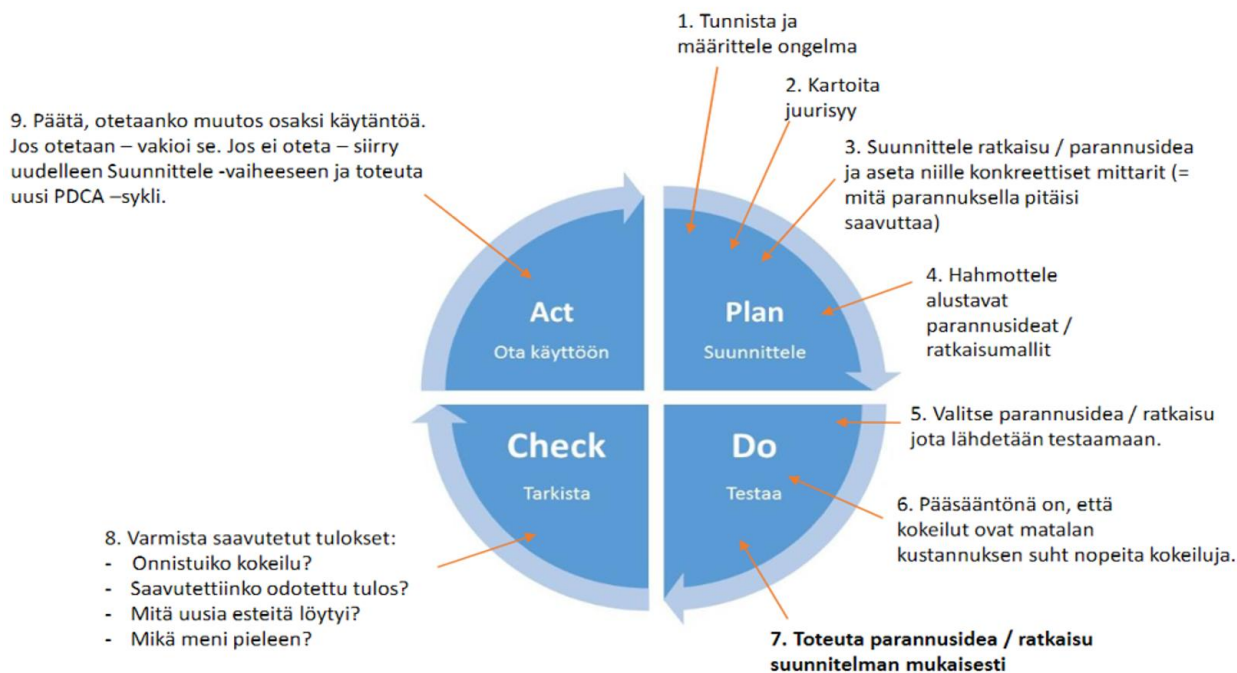 1. Tunnista ja
määrittele ongelma
2. Kartoita
juurisyy
3. Suunnittele ratkaisu / parannusidea
ja aseta niille konkreettiset mittarit (=
mitä parannuksella pitäisi
saavuttaa)
4. Hahmottele
alustavat
parannusideat /
ratkaisumallit
Plan
Suunnittele
5. Valitse parannusidea / ratkaisu
jota lähdetään testaamaan.
6. Pääsääntönä on, että
kokeilut ovat matalan
kustannuksen suht nopeita kokeiluja.
7. Toteuta parannusidea / ratkaisu
suunnitelman mukaisesti
Do
Testaa
8. Varmista saavutetut tulokset:
- Onnistuiko kokeilu?
- Saavutettiinko odotettu tulos?
- Mitä uusia esteitä löytyi?
- Mikä meni pieleen?
Check
Tarkista
9. Päätä, otetaanko muutos osaksi käytäntöä.
Jos otetaan – vakioi se. Jos ei oteta – siirry
uudelleen Suunnittele -vaiheeseen ja toteuta
uusi PDCA –sykli.
Act
Ota käyttöön